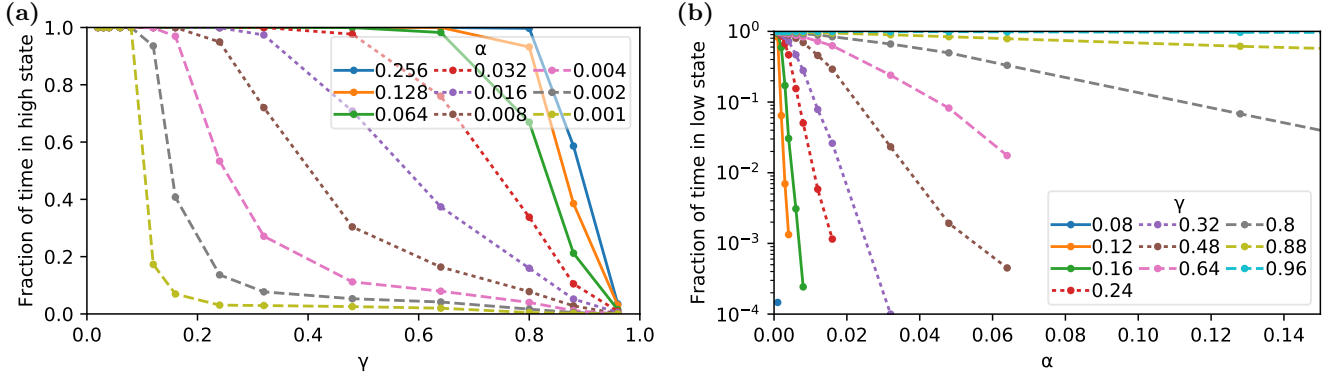 (a)
Fraction of time in high state
1.0
0.8
0.6
0.4
0.2
0.0
α
0.256 0.032 0.004
0.128 0.016 0.002
0.064 0.008 0.001
0.0 0.2 0.4 0.6 0.8 1.0
γ
(b)
Fraction of time in low state
10⁰
10⁻¹
10⁻²
10⁻³
10⁻⁴
γ
0.08 0.32 0.8
0.12 0.48 0.88
0.16 0.64 0.96
0.24
0.00 0.02 0.04 0.06 0.08 0.10 0.12 0.14
α